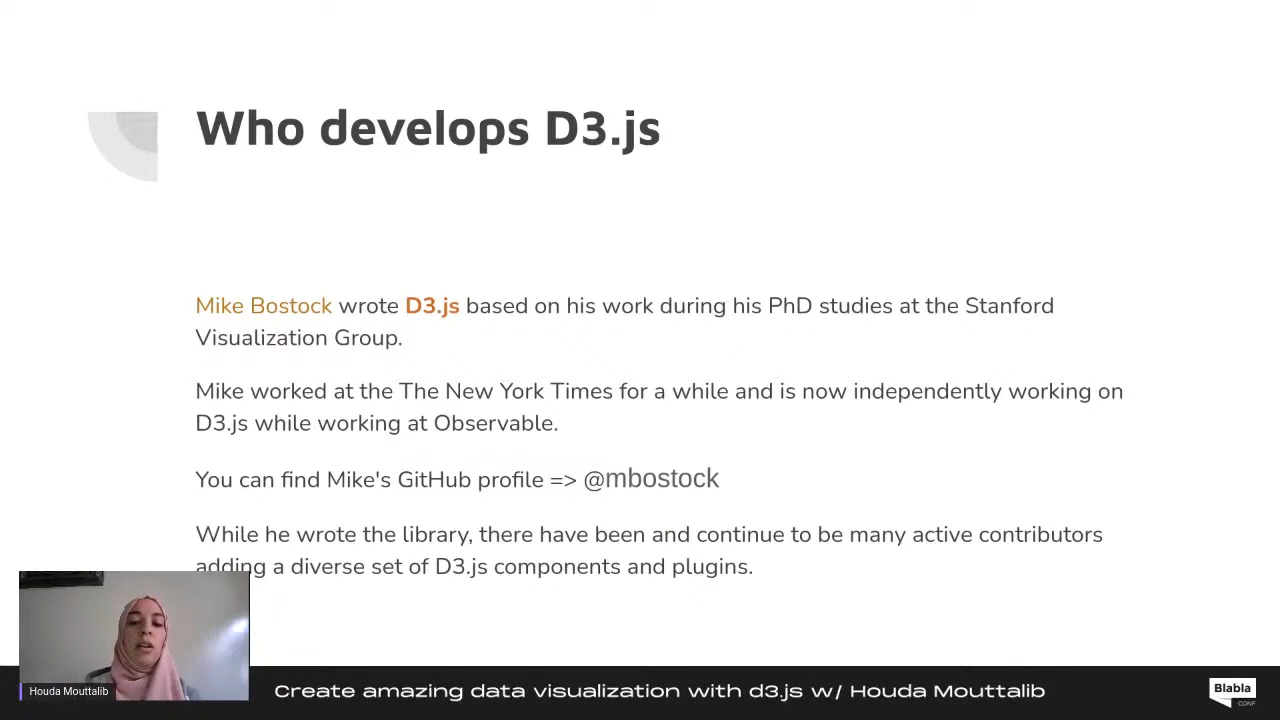 Who develops D3.js
Mike Bostock wrote D3.js based on his work during his PhD studies at the Stanford
Visualization Group.
Mike worked at the The New York Times for a while and is now independently working on
D3.js while working at Observable.
You can find Mike's GitHub profile => @mbostock
While he wrote the library, there have been and continue to be many active contributors
adding a diverse set of D3.js components and plugins.
Houda Mouttalib
Create amazing data visualization with d3.js w/ Houda Mouttalib
Blabla
CONF